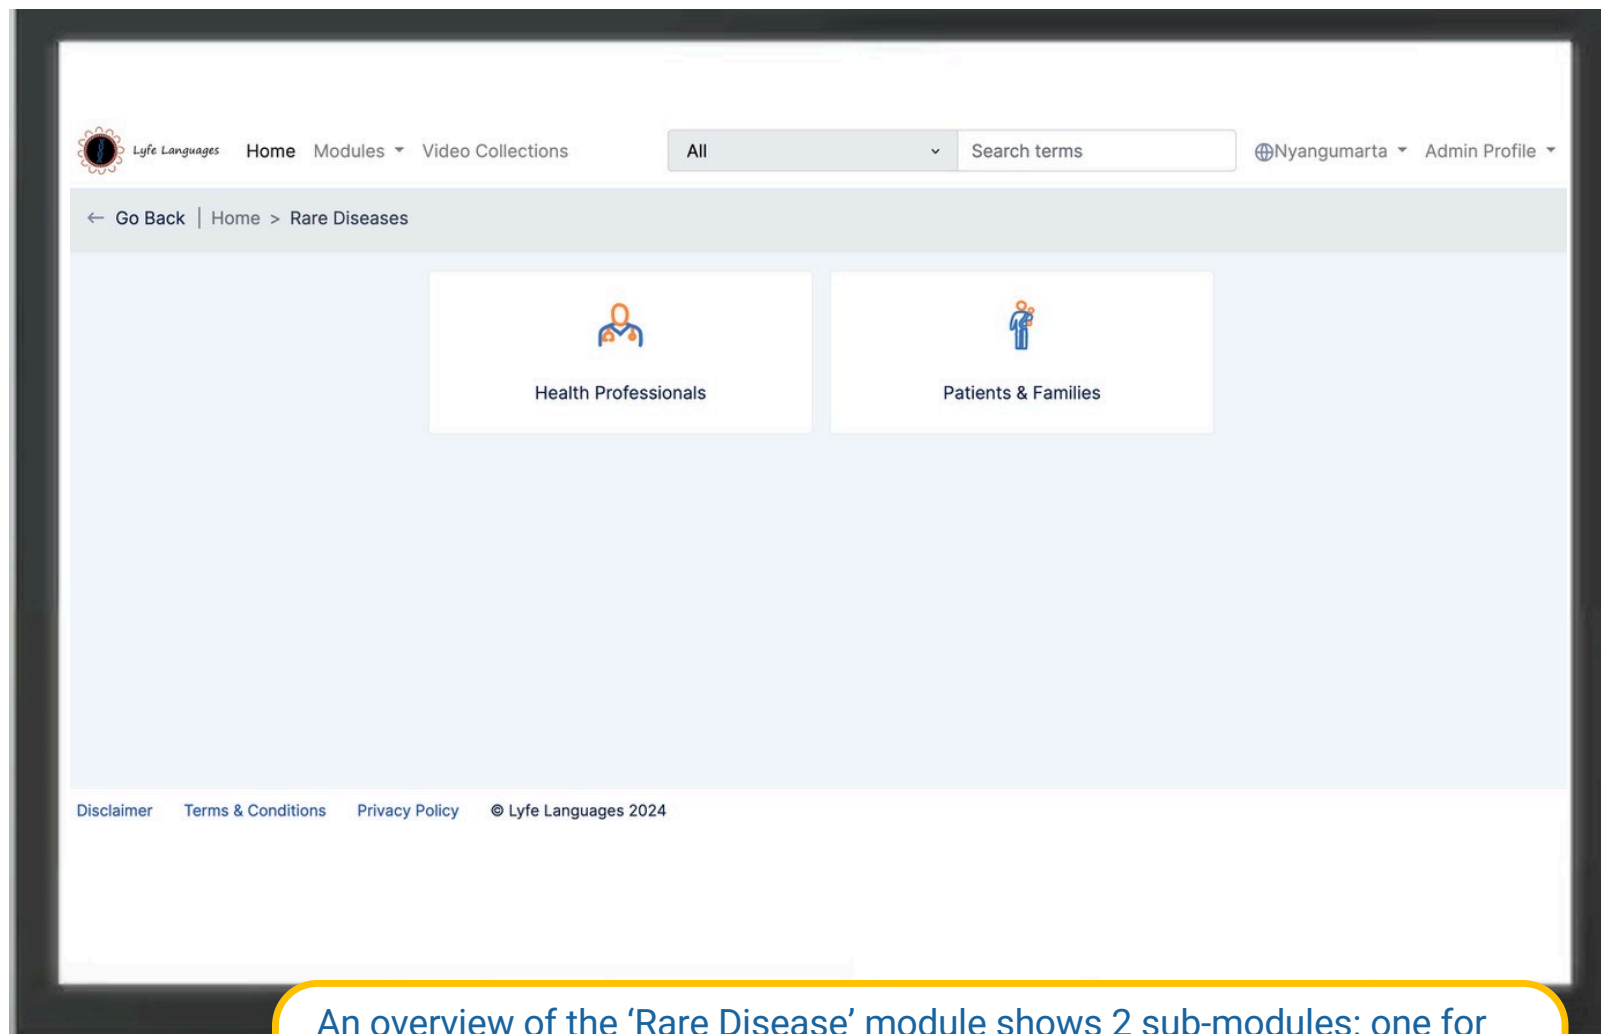 Lyfe Languages Home Modules Video Collections All Search terms Nyangumarta Admin Profile
← Go Back | Home > Rare Diseases
Health Professionals Patients & Families
Disclaimer Terms & Conditions Privacy Policy © Lyfe Languages 2024
An overview of the ‘Rare Disease’ module shows 2 sub-modules: one for